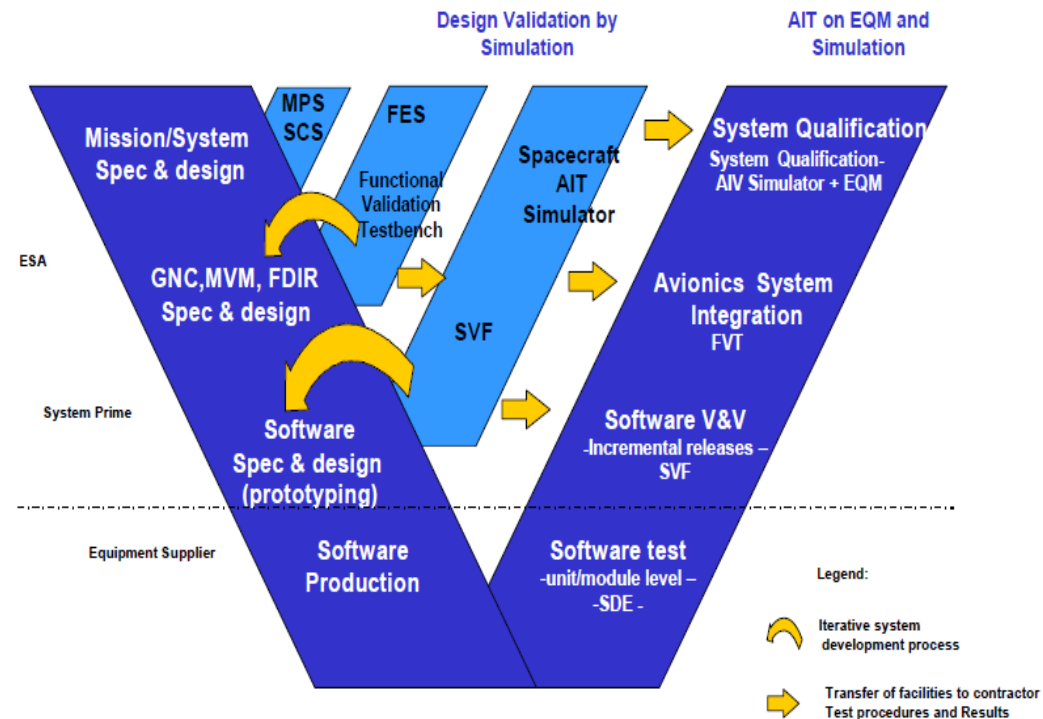 Design Validation by
Simulation
AIT on EQM and
Simulation
MPS
SCS
FES
Mission/System
Spec & design
System Qualification
System Qualification-
AIV Simulator + EQM
Spacecraft
AIT
Simulator
Functional
Validation
Testbench
ESA
GNC,MVM, FDIR
Spec & design
Avionics System
Integration
FVT
SVF
System Prime
Software
Spec & design
(prototyping)
Software V&V
-Incremental releases –
SVF
Equipment Supplier
Software
Production
Software test
-unit/module level –
-SDE -
Legend:
Iterative system
development process
Transfer of facilities to contractor
Test procedures and Results